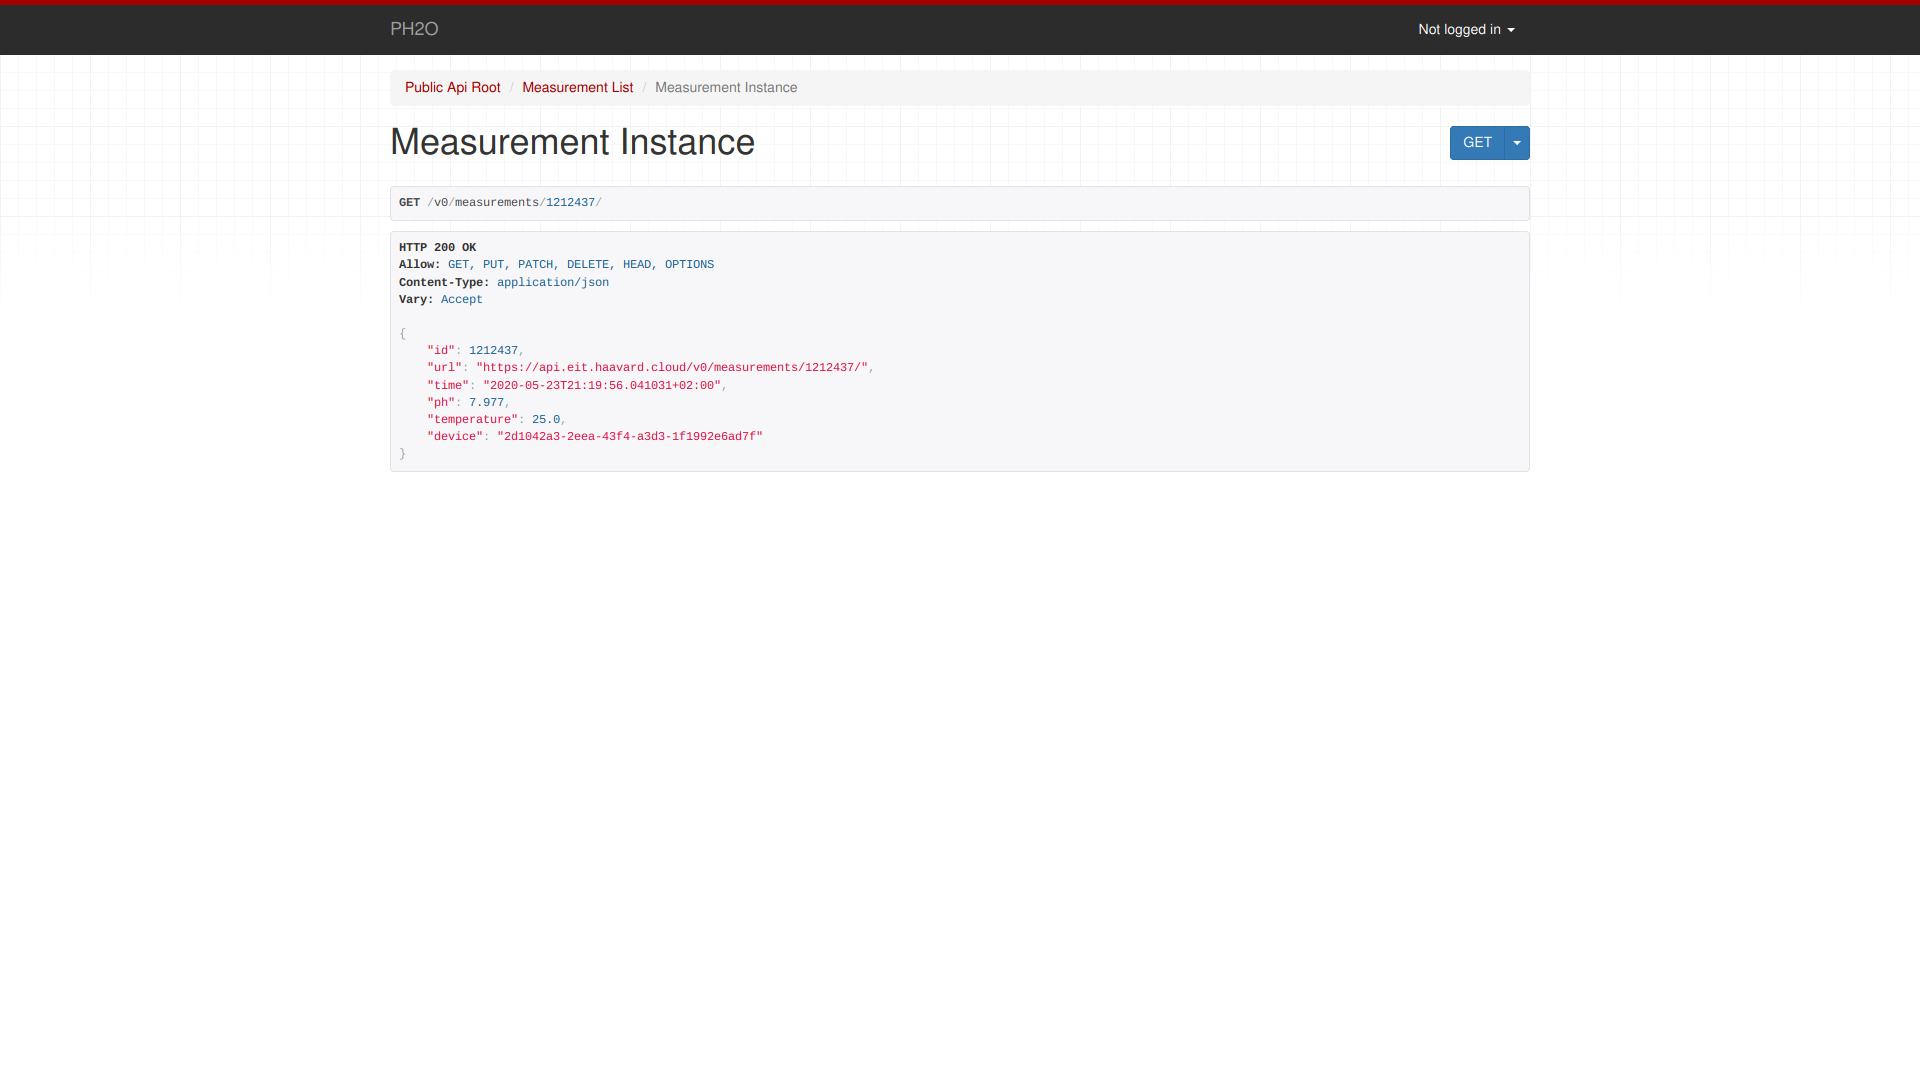 PH2O
Not logged in
Public Api Root / Measurement List / Measurement Instance
Measurement Instance
GET
GET /v0/measurements/1212437/
HTTP 200 OK
Allow: GET, PUT, PATCH, DELETE, HEAD, OPTIONS
Content-Type: application/json
Vary: Accept
{
"id": 1212437,
"url": "https://api.eit.haavard.cloud/v0/measurements/1212437/",
"time": "2020-05-23T21:19:56.041031+02:00",
"ph": 7.977,
"temperature": 25.0,
"device": "2d1042a3-2eea-43f4-a3d3-1f1992e6ad7f"
}